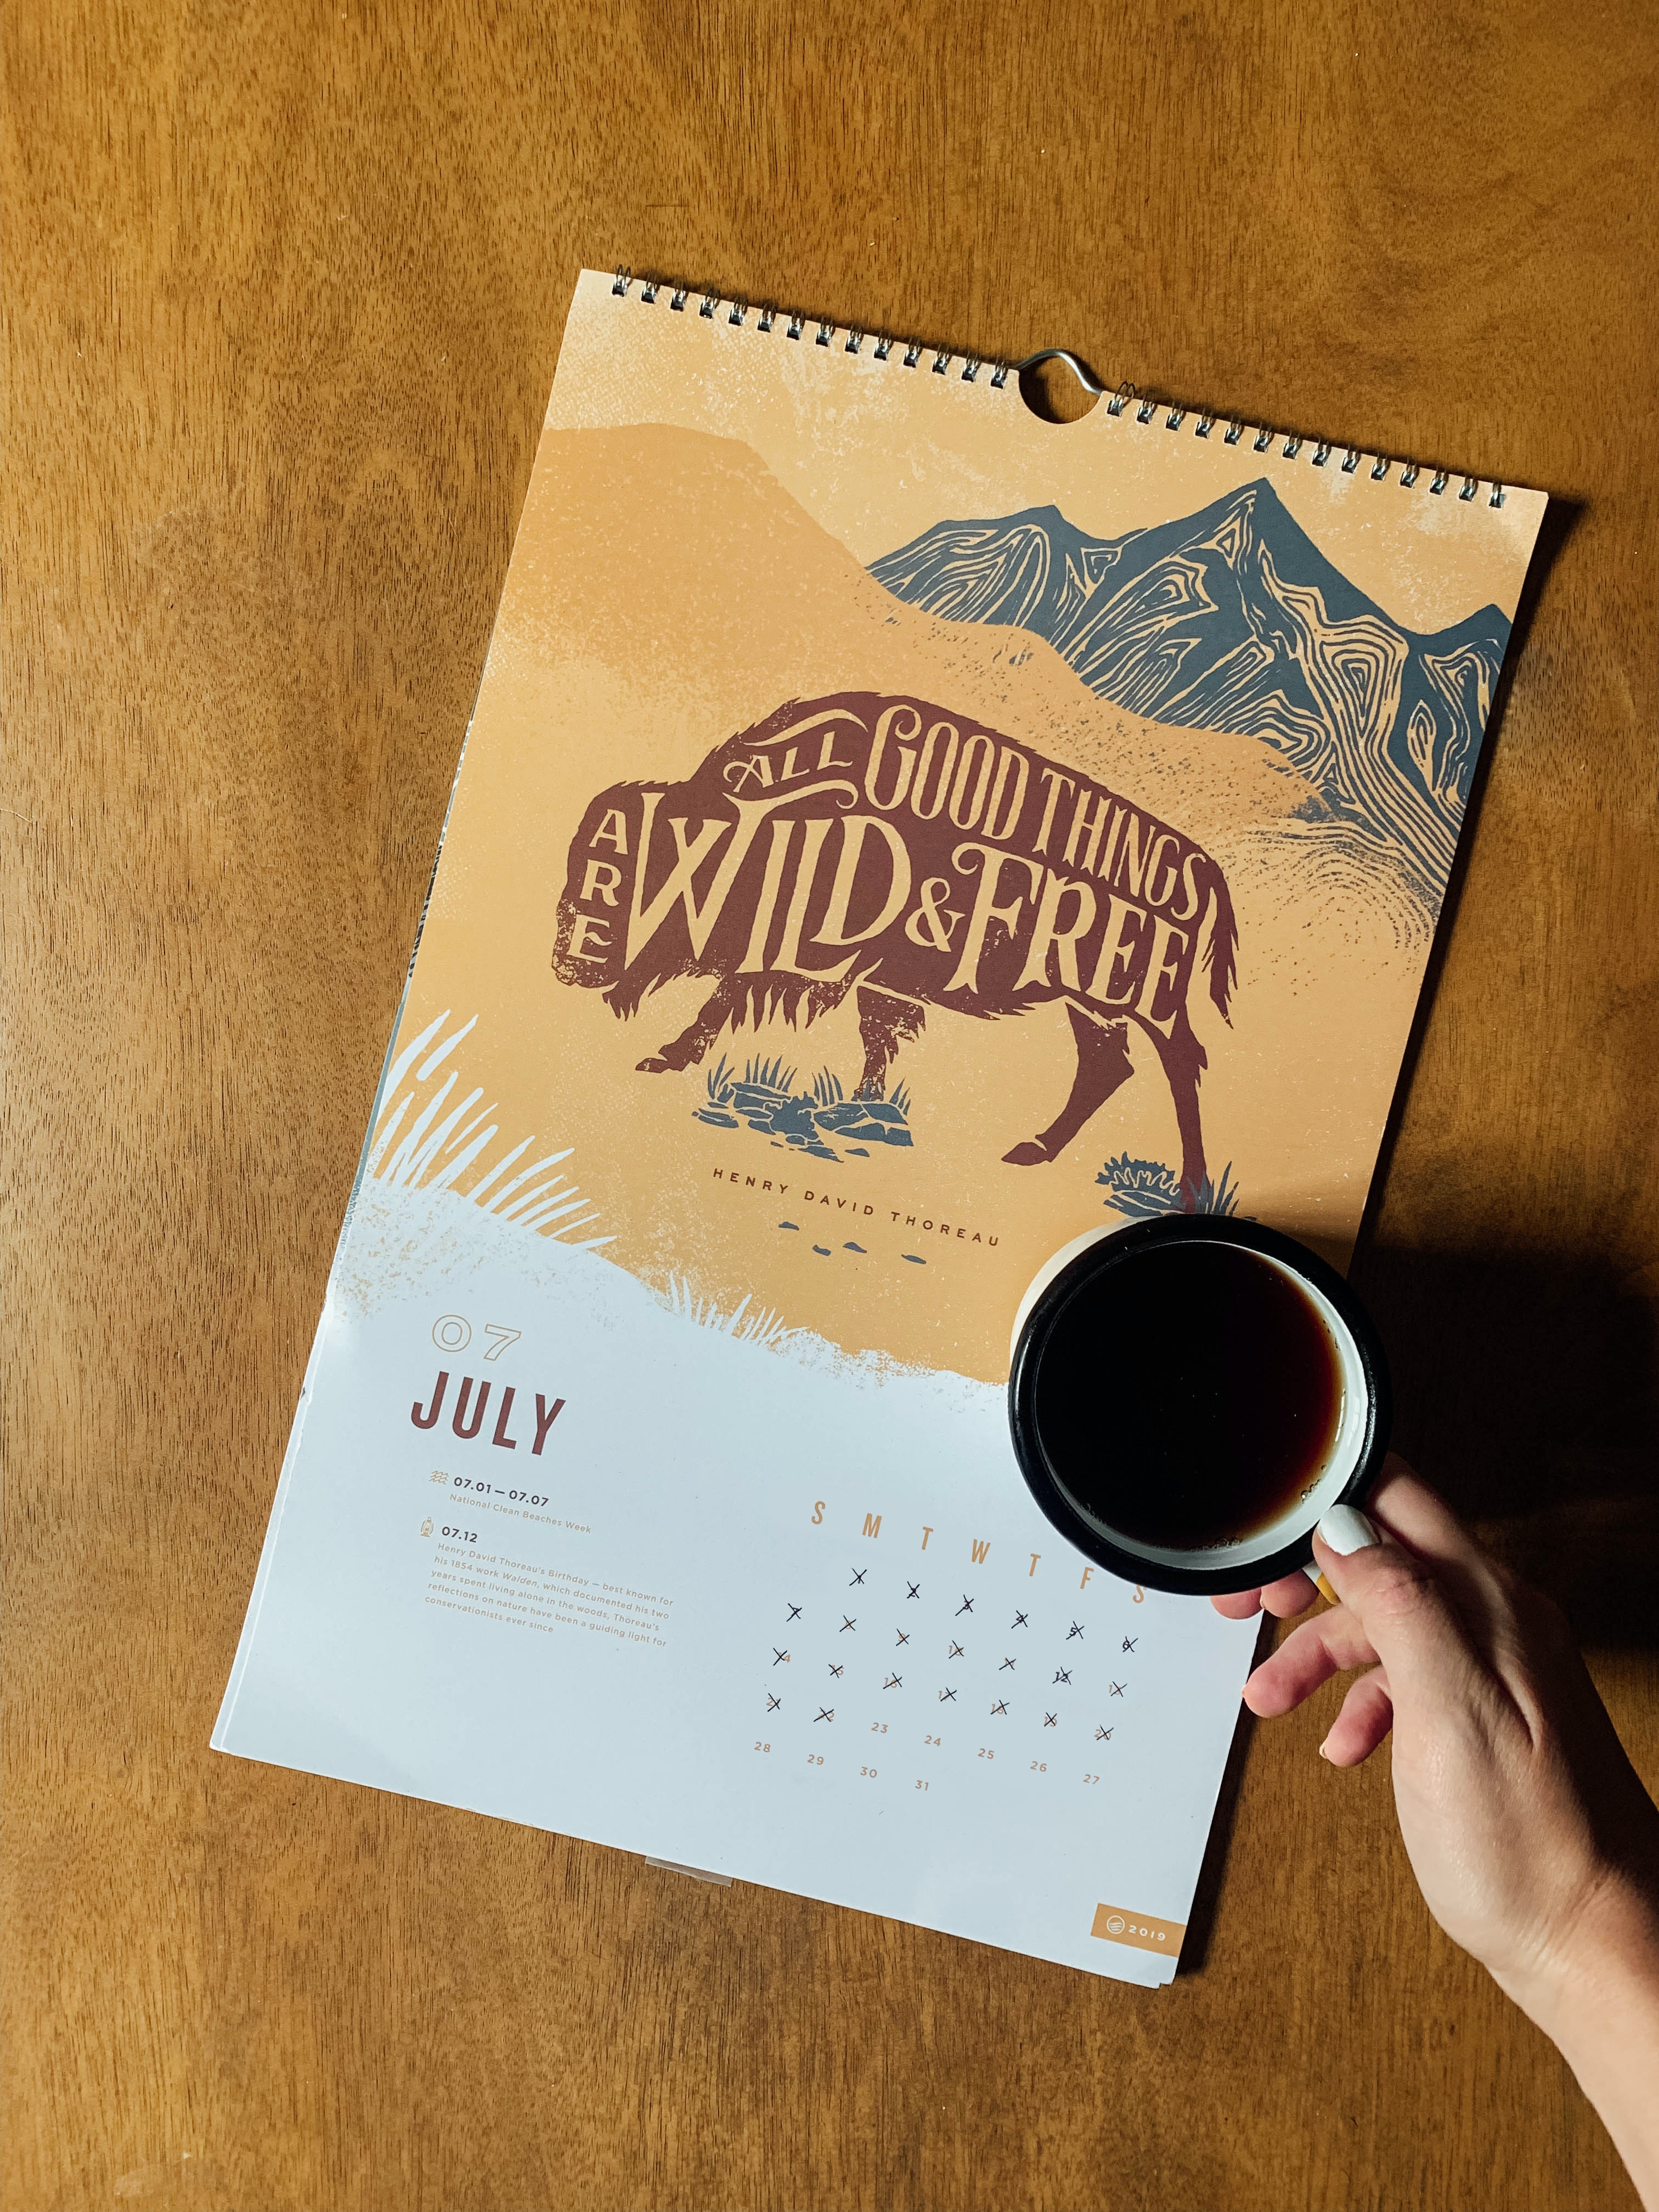 ALL GOOD THINGS
ARE WILD & FREE
HENRY DAVID THOREAU
07
JULY
07.01 — 07.07
National Clean Beaches Week
07.12
Henry David Thoreau's Birthday — best known for
his 1854 work Walden, which documented his two
years spent living alone in the woods, Thoreau's
reflections on nature have been a guiding light for
conservationists ever since
S M T W T F S
12
23 24 25 26 27
28 29 30 31
2019